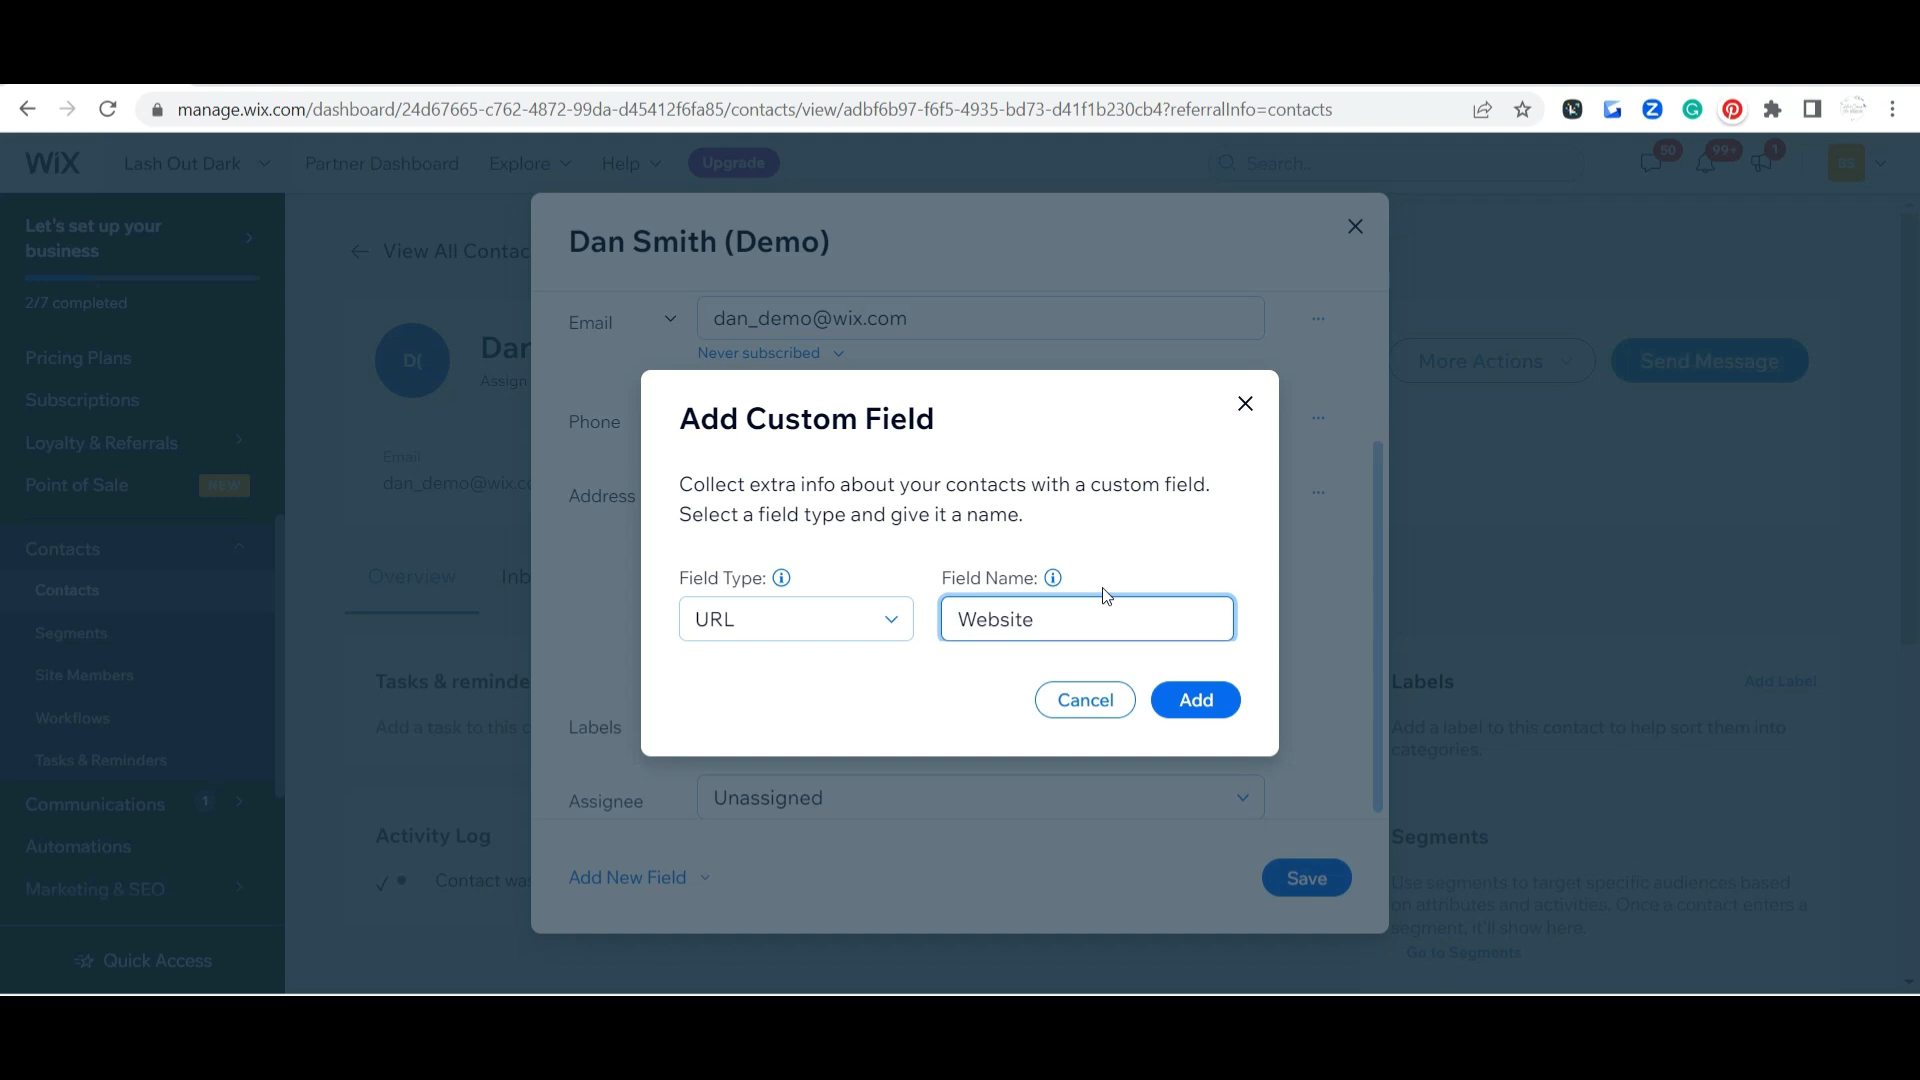 manage.wix.com/dashboard/24d67665-c762-4872-99da-d45412f6fa85/contacts/view/adbf6b97-f6f5-4935-bd73-d41f1b230cb4?referralInfo=contacts
WiX
Lash Out Dark
Partner Dashboard
Explore
Help
Upgrade
Search..
50
99+
1
BS
Let's set up your
business
2/7 completed
Pricing Plans
Subscriptions
Loyalty & Referrals
Point of Sale
NEW
Contacts
Contacts
Segments
Site Members
Workflows
Tasks & Reminders
Communications
1
Automations
Marketing & SEO
Quick Access
View All Contac
D(
Dar
Assign
Email
dan_demo@wix.co
More Actions
Send Message
Overview
Inb
Tasks & reminde
Add a task to this c
Activity Log
Contact was
Labels
Add Label
Add a label to this contact to help sort them into
categories.
Segments
Use segments to target specific audiences based
on attributes and activities. Once a contact enters a
segment, it'll show here.
Go to Segments
Dan Smith (Demo)
Email
dan_demo@wix.com
Never subscribed
Phone
Address
Labels
Assignee
Unassigned
Add New Field
Save
Add Custom Field
Collect extra info about your contacts with a custom field.
Select a field type and give it a name.
Field Type:
Field Name:
URL
Website
Cancel
Add